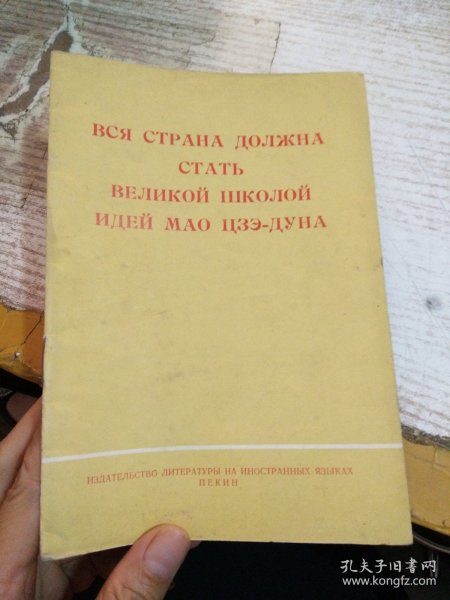 ВСЯ СТРАНА ДОЛЖНА
СТАТЬ
ВЕЛИКОЙ ШКОЛОЙ
ИДЕЙ МАО ЦЗЭ-ДУНА
ИЗДАТЕЛЬСТВО ЛИТЕРАТУРЫ НА ИНОСТРАННЫХ ЯЗЫКАХ
ПЕКИН
孔夫子旧书网
www.kongfz.com